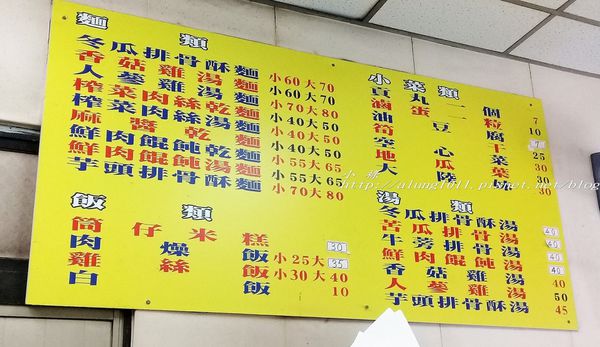 麵類
冬瓜排骨酥麵 小60大70
香菇雞湯麵 小60大70
人蔘雞湯麵 小70大80
榨菜肉絲乾麵 小40大50
榨菜肉絲湯麵 小40大50
麻醬乾麵 小40大50
鮮肉餛飩乾麵 小55大65
鮮肉餛飩湯麵 小55大65
芋頭排骨酥麵 小70大80
飯類
筒仔米糕 30
肉燥飯 小25大35
雞絲飯 小30大40
白飯 10
小菜類
貢丸一個 7
滷蛋一粒 10
油豆腐
筍干 25
空心菜 30
地瓜葉 30
大陸 30
湯類
冬瓜排骨酥湯 40
苦瓜排骨湯 40
牛蒡排骨湯 40
鮮肉餛飩湯 40
香菇雞湯 40
人蔘雞湯 50
芋頭排骨酥湯 45
http://alung1011.pixnet.net/blog